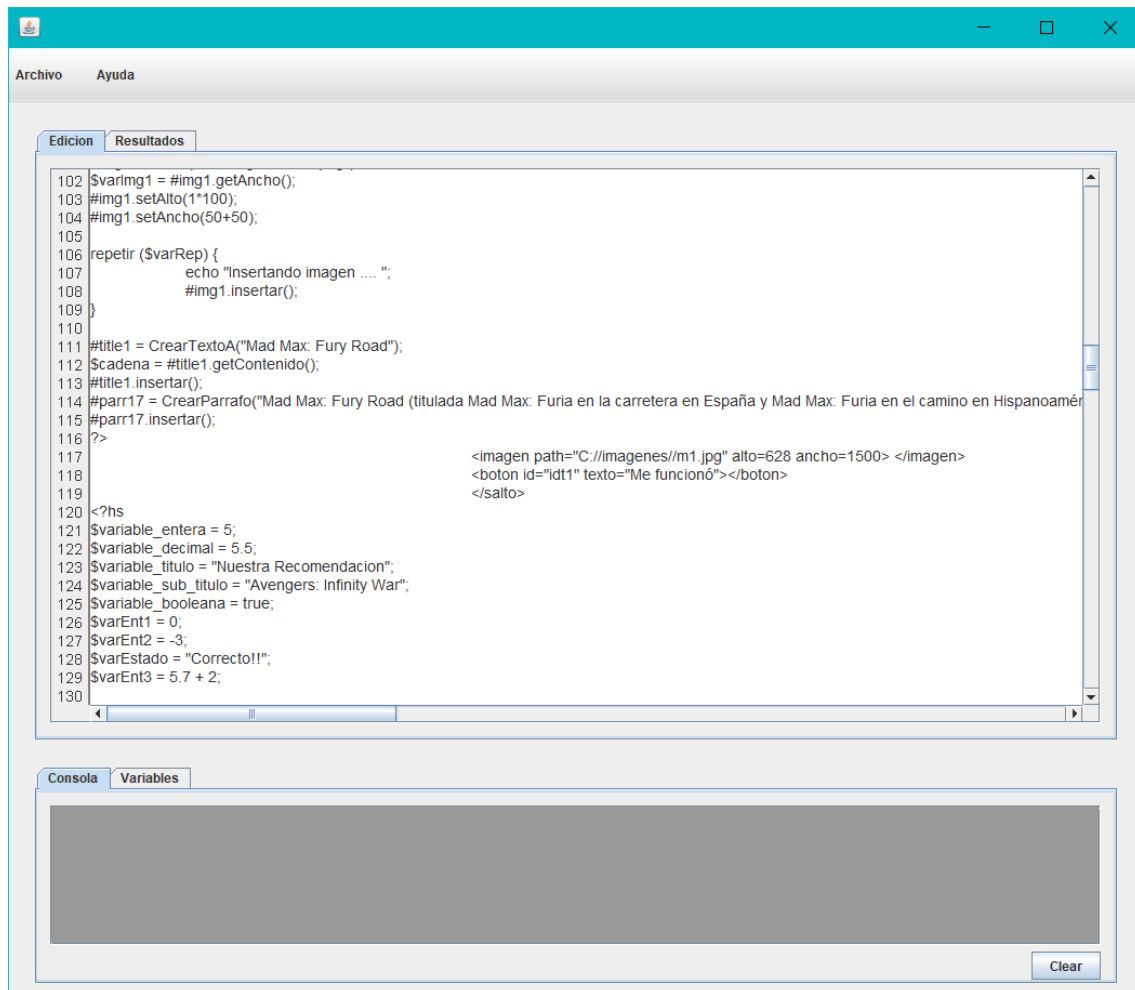 Archivo Ayuda
Edicion Resultados
102 $varImg1 = #img1.getAncho();
103 #img1.setAlto(1*100);
104 #img1.setAncho(50+50);
105
106 repetir ($varRep) {
107 echo "Insertando imagen .... ";
108 #img1.insertar();
109 }
110
111 #title1 = CrearTextoA("Mad Max: Fury Road");
112 $cadena = #title1.getContenido();
113 #title1.insertar();
114 #parr17 = CrearParrafo("Mad Max: Fury Road (titulada Mad Max: Furia en la carretera en España y Mad Max: Furia en el camino en Hispanoamér
115 #parr17.insertar();
116 ?>
117 <imagen path="C://imagenes//m1.jpg" alto=628 ancho=1500> </imagen>
118 <boton id="idt1" texto="Me funcionó"></boton>
119 </salto>
120 <?hs
121 $variable_entera = 5;
122 $variable_decimal = 5.5;
123 $variable_titulo = "Nuestra Recomendacion";
124 $variable_sub_titulo = "Avengers: Infinity War";
125 $variable_booleana = true;
126 $varEnt1 = 0;
127 $varEnt2 = -3;
128 $varEstado = "Correcto!!";
129 $varEnt3 = 5.7 + 2;
130
Consola Variables
Clear